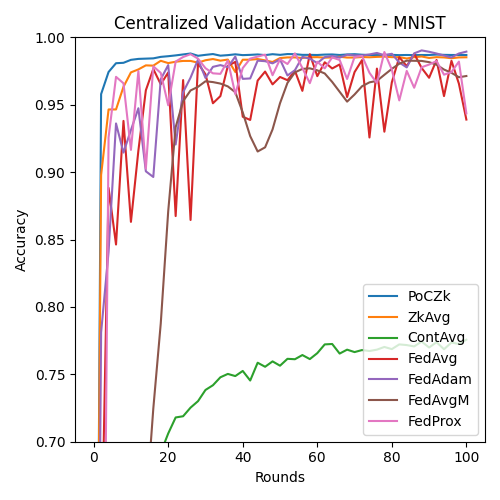 Centralized Validation Accuracy - MNIST
1.00
0.95
0.90
0.85
0.80
0.75
0.70
Accuracy
0
20
40
60
80
100
Rounds
PoCZk
ZkAvg
ContAvg
FedAvg
FedAdam
FedAvgM
FedProx